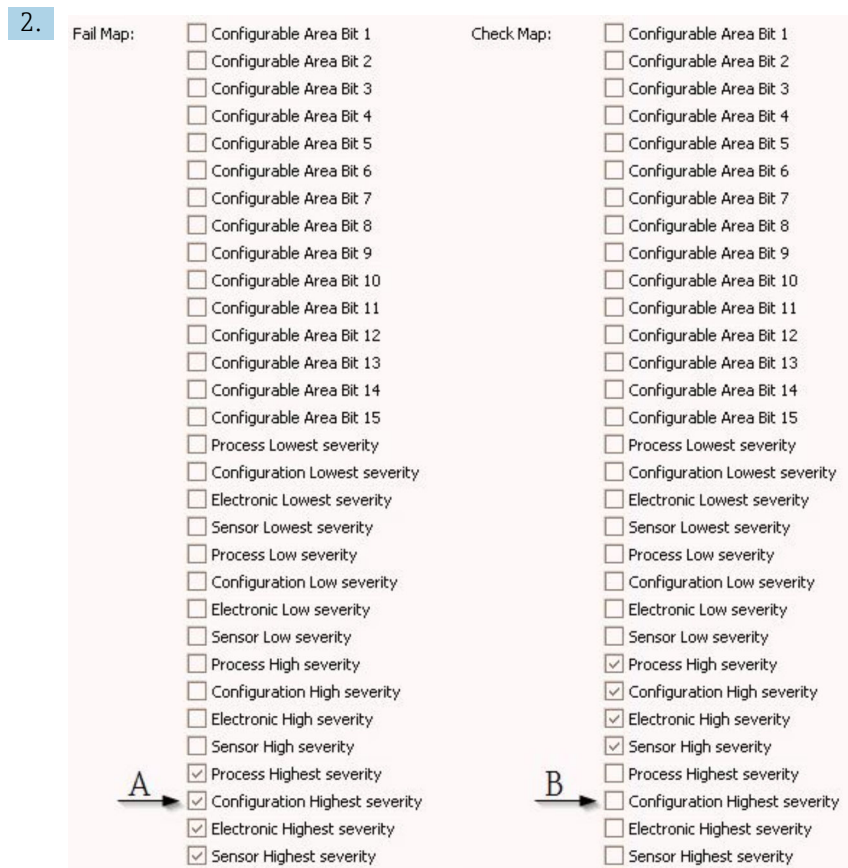 2.
Fail Map: Configurable Area Bit 1 Check Map: Configurable Area Bit 1
Configurable Area Bit 2 Configurable Area Bit 2
Configurable Area Bit 3 Configurable Area Bit 3
Configurable Area Bit 4 Configurable Area Bit 4
Configurable Area Bit 5 Configurable Area Bit 5
Configurable Area Bit 6 Configurable Area Bit 6
Configurable Area Bit 7 Configurable Area Bit 7
Configurable Area Bit 8 Configurable Area Bit 8
Configurable Area Bit 9 Configurable Area Bit 9
Configurable Area Bit 10 Configurable Area Bit 10
Configurable Area Bit 11 Configurable Area Bit 11
Configurable Area Bit 12 Configurable Area Bit 12
Configurable Area Bit 13 Configurable Area Bit 13
Configurable Area Bit 14 Configurable Area Bit 14
Configurable Area Bit 15 Configurable Area Bit 15
Process Lowest severity Process Lowest severity
Configuration Lowest severity Configuration Lowest severity
Electronic Lowest severity Electronic Lowest severity
Sensor Lowest severity Sensor Lowest severity
Process Low severity Process Low severity
Configuration Low severity Configuration Low severity
Electronic Low severity Electronic Low severity
Sensor Low severity Sensor Low severity
Process High severity Process High severity
Configuration High severity Configuration High severity
Electronic High severity Electronic High severity
Sensor High severity Sensor High severity
Process Highest severity Process Highest severity
A Configuration Highest severity B Configuration Highest severity
Electronic Highest severity Electronic Highest severity
Sensor Highest severity Sensor Highest severity